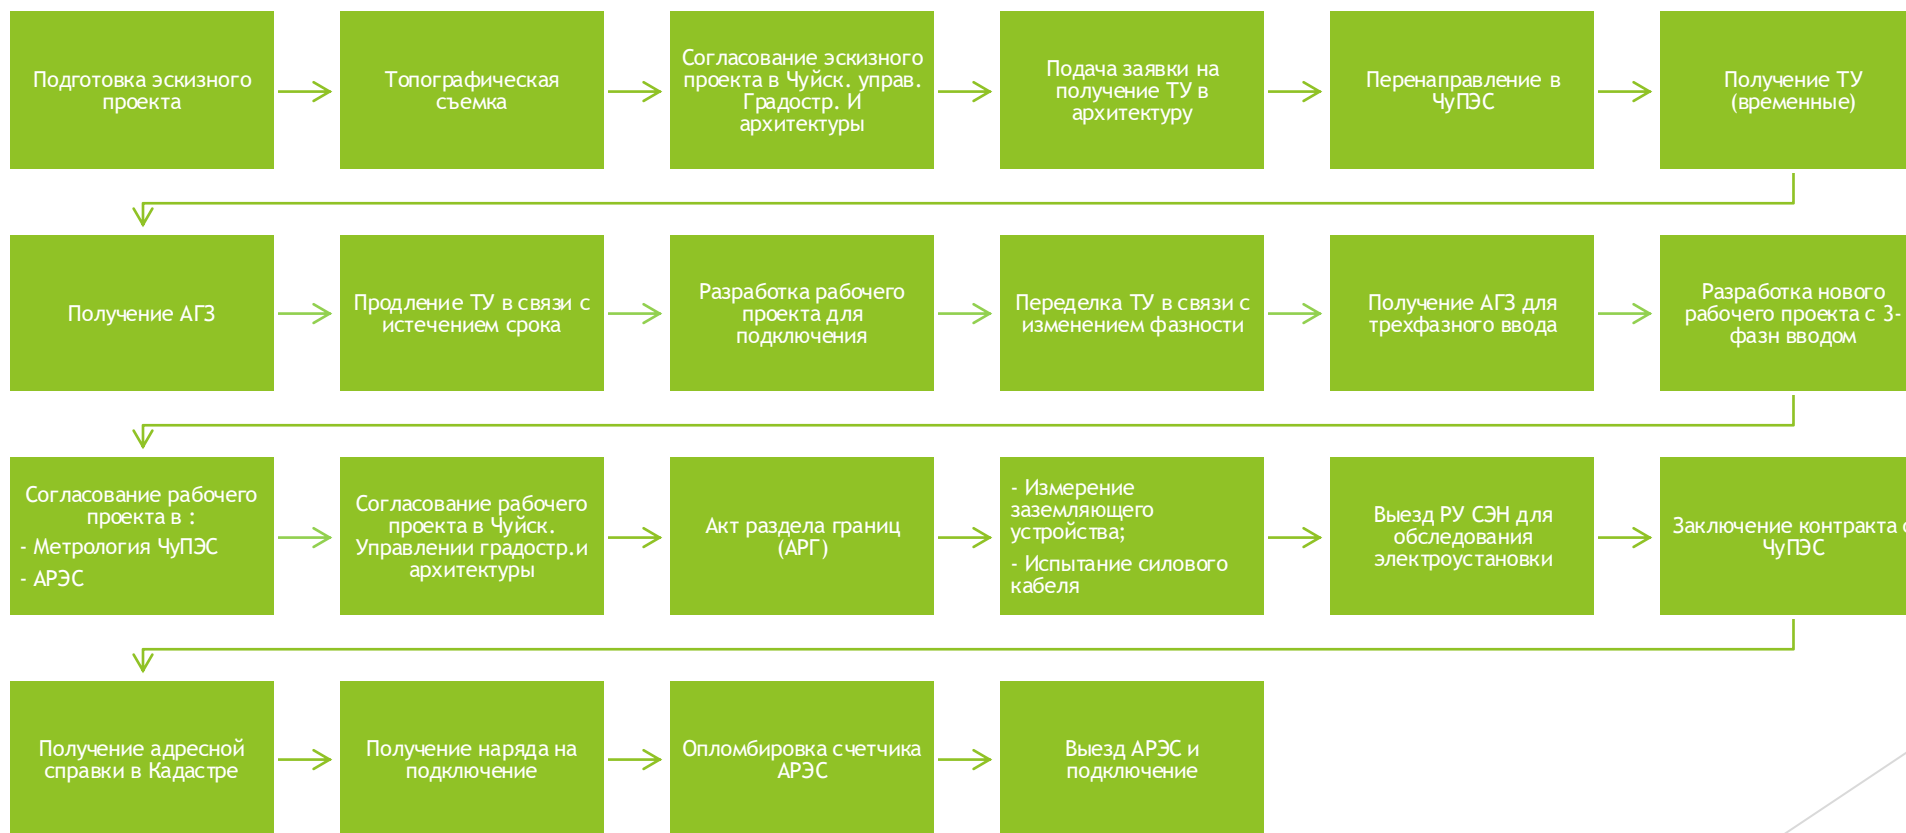 Подготовка эскизного
проекта
Топографическая
съемка
Согласование эскизного
проекта в Чуйск. управ.
Градостр. И
архитектуры
Подача заявки на
получение ТУ в
архитектуру
Перенаправление в
ЧуПЭС
Получение ТУ
(временные)
Получение АГЗ
Продление ТУ в связи с
истечением срока
Разработка рабочего
проекта для
подключения
Переделка ТУ в связи с
изменением фазности
Получение АГЗ для
трехфазного ввода
Разработка нового
рабочего проекта с 3-
фазн вводом
Согласование рабочего
проекта в :
- Метрология ЧуПЭС
- АРЭС
Согласование рабочего
проекта в Чуйск.
Управлении градостр.и
архитектуры
Акт раздела границ
(АРГ)
- Измерение
заземляющего
устройства;
- Испытание силового
кабеля
Выезд РУ СЭН для
обследования
электроустановки
Заключение контракта с
ЧуПЭС
Получение адресной
справки в Кадастре
Получение наряда на
подключение
Опломбировка счетчика
АРЭС
Выезд АРЭС и
подключение